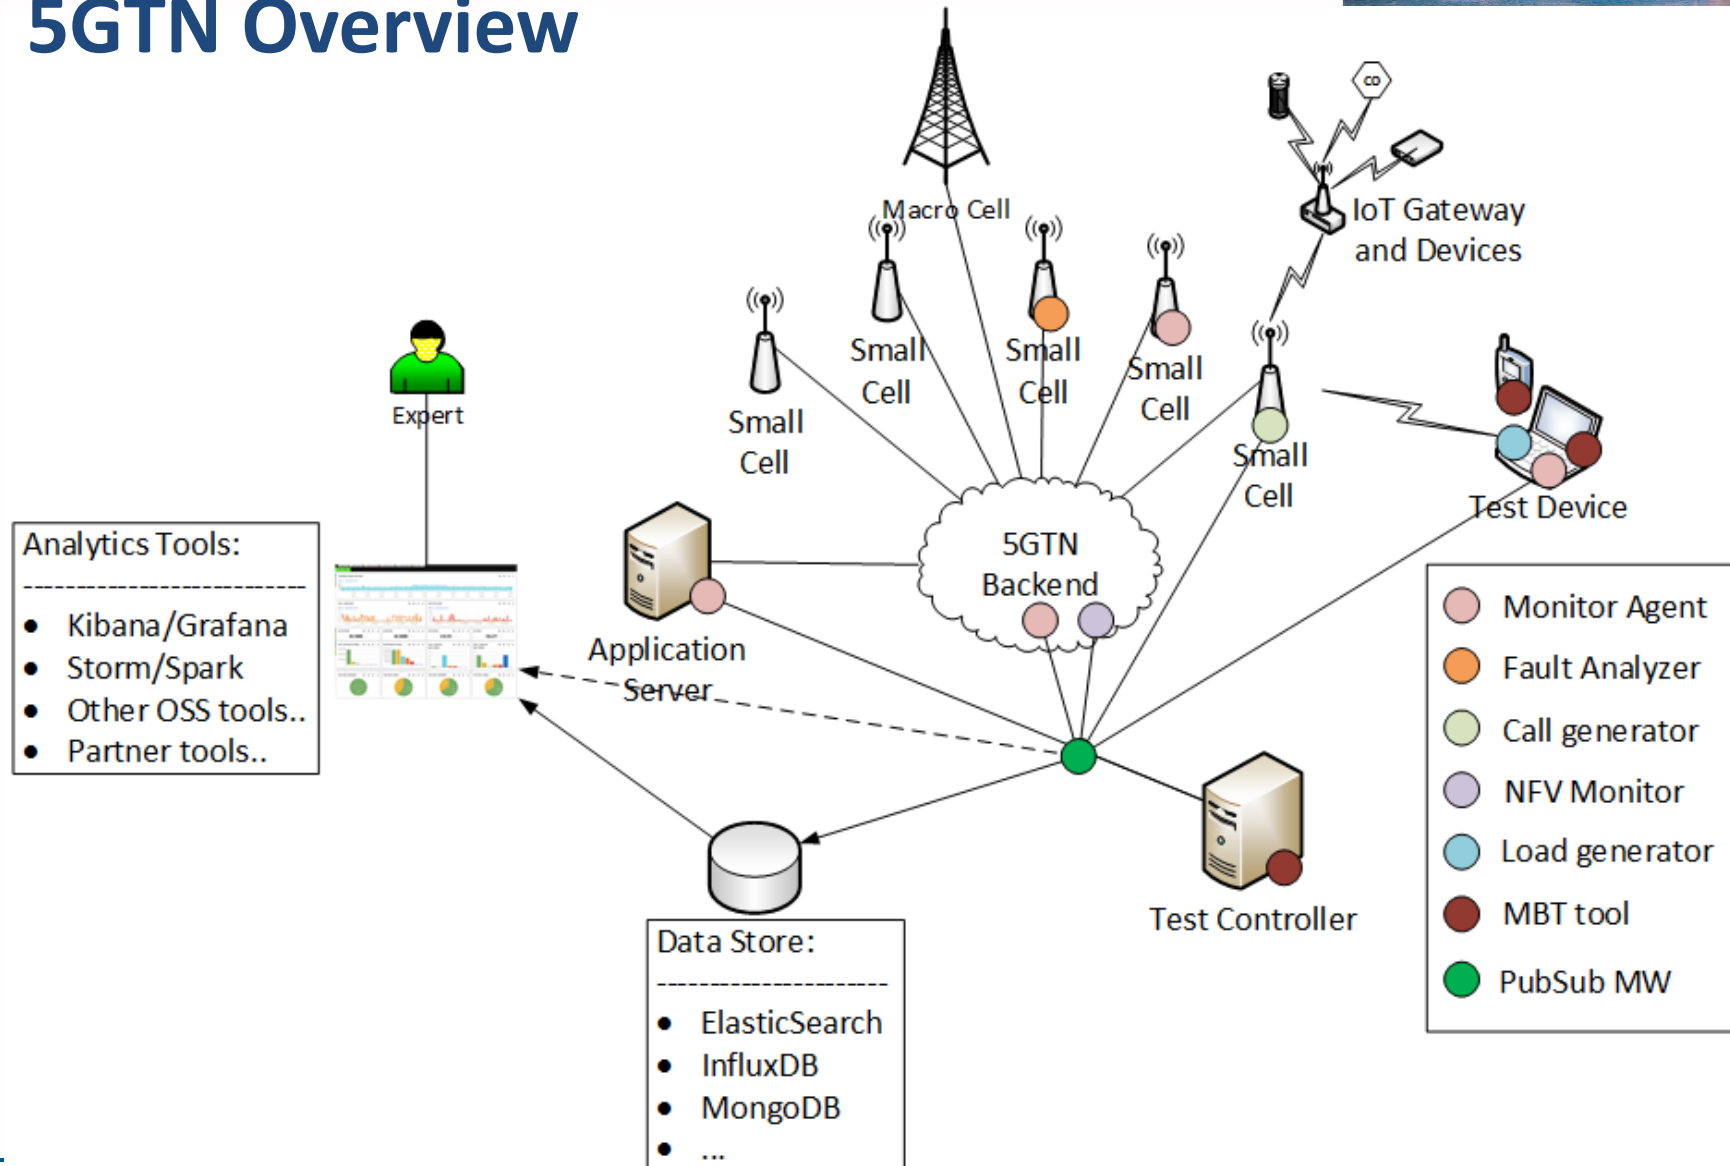 5GTN Overview
CO
Macro Cell
IoT Gateway
and Devices
Small
Cell
Small
Cell
Small
Cell
Small
Cell
Small
Cell
Expert
Test Device
5GTN
Backend
Application
Server
Analytics Tools:
----------------------------
• Kibana/Grafana
• Storm/Spark
• Other OSS tools..
• Partner tools..
Monitor Agent
Fault Analyzer
Call generator
NFV Monitor
Load generator
MBT tool
PubSub MW
Test Controller
Data Store:
-----------------------
• ElasticSearch
• InfluxDB
• MongoDB
• ...